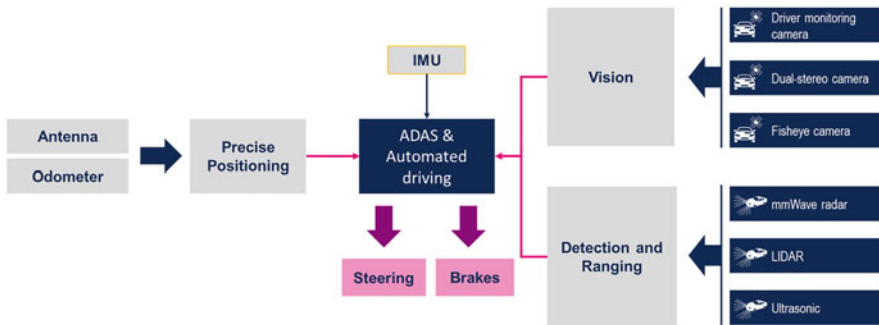 Antenna
Odometer
Precise
Positioning
IMU
ADAS &
Automated
driving
Steering
Brakes
Vision
Driver monitoring
camera
Dual-stereo camera
Fisheye camera
Detection and
Ranging
mmWave radar
LIDAR
Ultrasonic